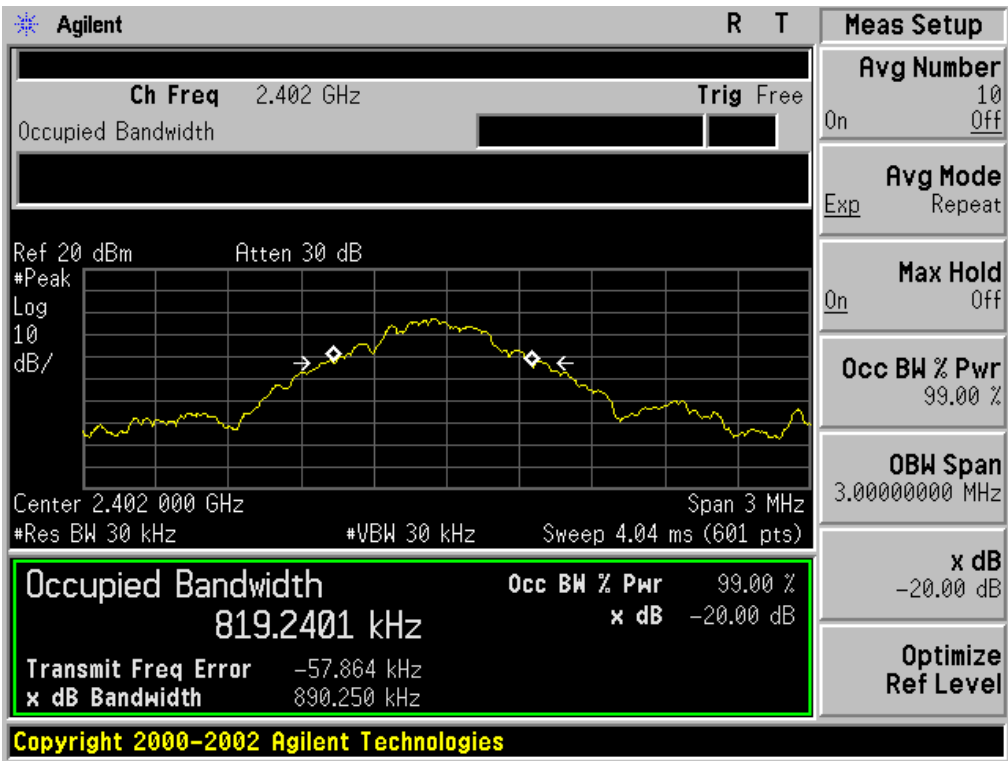 Agilent R T
Ch Freq 2.402 GHz Trig Free
Occupied Bandwidth
Ref 20 dBm Atten 30 dB
#Peak
Log
10
dB/
Center 2.402 000 GHz Span 3 MHz
#Res BW 30 kHz #VBW 30 kHz Sweep 4.04 ms (601 pts)
Occupied Bandwidth
819.2401 kHz
Occ BW % Pwr 99.00 %
x dB -20.00 dB
Transmit Freq Error -57.864 kHz
x dB Bandwidth 890.250 kHz
Copyright 2000-2002 Agilent Technologies
Meas Setup
Avg Number
10
On Off
Avg Mode
Exp Repeat
Max Hold
On Off
Occ BW % Pwr
99.00 %
OBW Span
3.00000000 MHz
x dB
-20.00 dB
Optimize
Ref Level